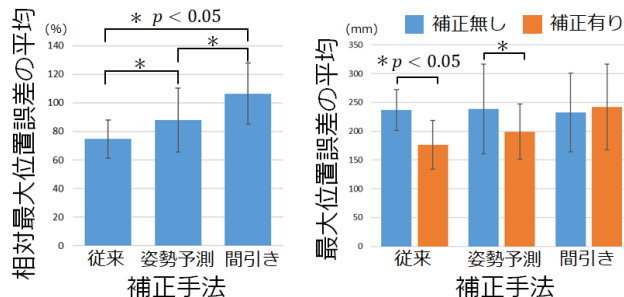 * p < 0.05
(%)
*
*
140
120
100
80
60
40
20
0
相対最大位置誤差の平均
従来 姿勢予測 間引き
補正手法
補正無し 補正有り
(mm)
* p < 0.05
*
350
300
250
200
150
100
50
0
最大位置誤差の平均
従来 姿勢予測 間引き
補正手法